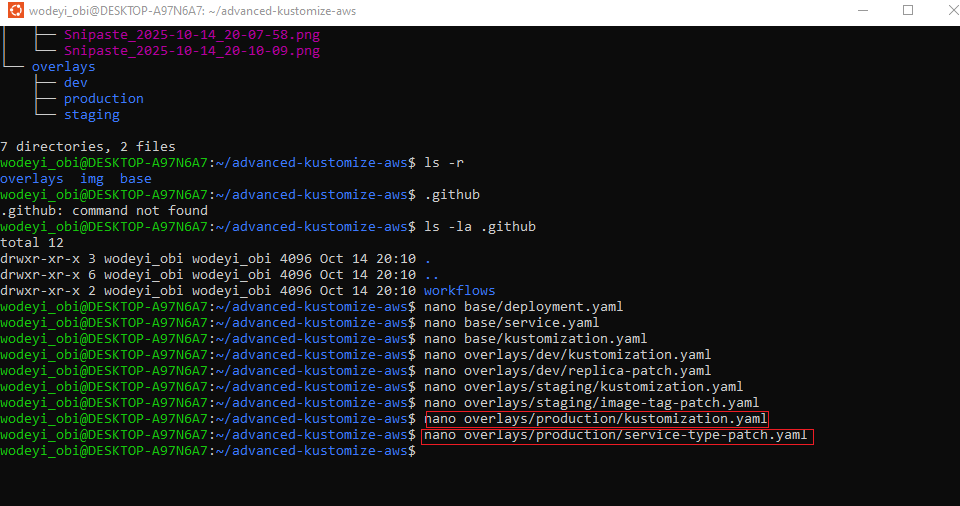 wodeyi_obi@DESKTOP-A97N6A7: ~/advanced-kustomize-aws
│   ├── Snipaste_2025-10-14_20-07-58.png
│   └── Snipaste_2025-10-14_20-10-09.png
└── overlays
    ├── dev
    ├── production
    └── staging
7 directories, 2 files
wodeyi_obi@DESKTOP-A97N6A7:~/advanced-kustomize-aws$ ls -r
overlays  img  base
wodeyi_obi@DESKTOP-A97N6A7:~/advanced-kustomize-aws$ .github
.github: command not found
wodeyi_obi@DESKTOP-A97N6A7:~/advanced-kustomize-aws$ ls -la .github
total 12
drwxr-xr-x 3 wodeyi_obi wodeyi_obi 4096 Oct 14 20:10 .
drwxr-xr-x 6 wodeyi_obi wodeyi_obi 4096 Oct 14 20:10 ..
drwxr-xr-x 2 wodeyi_obi wodeyi_obi 4096 Oct 14 20:10 workflows
wodeyi_obi@DESKTOP-A97N6A7:~/advanced-kustomize-aws$ nano base/deployment.yaml
wodeyi_obi@DESKTOP-A97N6A7:~/advanced-kustomize-aws$ nano base/service.yaml
wodeyi_obi@DESKTOP-A97N6A7:~/advanced-kustomize-aws$ nano base/kustomization.yaml
wodeyi_obi@DESKTOP-A97N6A7:~/advanced-kustomize-aws$ nano overlays/dev/kustomization.yaml
wodeyi_obi@DESKTOP-A97N6A7:~/advanced-kustomize-aws$ nano overlays/dev/replica-patch.yaml
wodeyi_obi@DESKTOP-A97N6A7:~/advanced-kustomize-aws$ nano overlays/staging/kustomization.yaml
wodeyi_obi@DESKTOP-A97N6A7:~/advanced-kustomize-aws$ nano overlays/staging/image-tag-patch.yaml
wodeyi_obi@DESKTOP-A97N6A7:~/advanced-kustomize-aws$ nano overlays/production/kustomization.yaml
wodeyi_obi@DESKTOP-A97N6A7:~/advanced-kustomize-aws$ nano overlays/production/service-type-patch.yaml
wodeyi_obi@DESKTOP-A97N6A7:~/advanced-kustomize-aws$